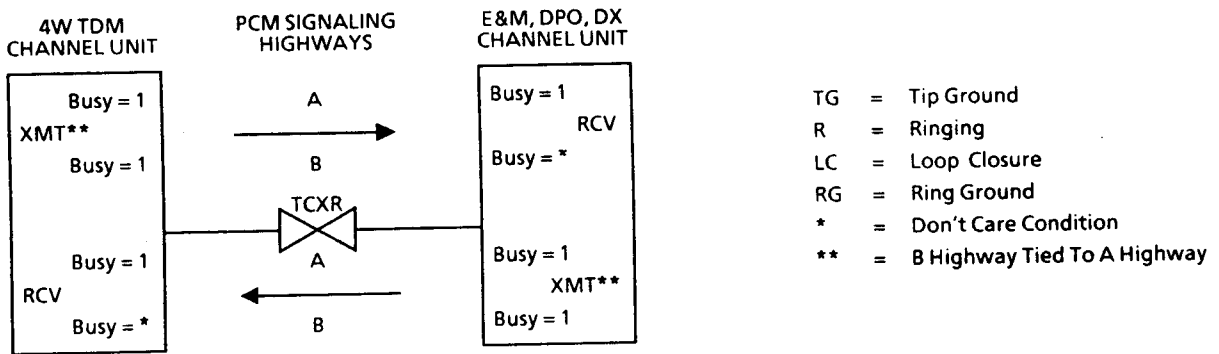 4W TDM
CHANNEL UNIT
PCM SIGNALING
HIGHWAYS
E&M, DPO, DX
CHANNEL UNIT
Busy = 1
XMT**
Busy = 1
A
B
Busy = 1
RCV
Busy = *
TCXR
Busy = 1
RCV
Busy = *
A
B
Busy = 1
XMT**
Busy = 1
TG = Tip Ground
R = Ringing
LC = Loop Closure
RG = Ring Ground
* = Don't Care Condition
** = B Highway Tied To A Highway